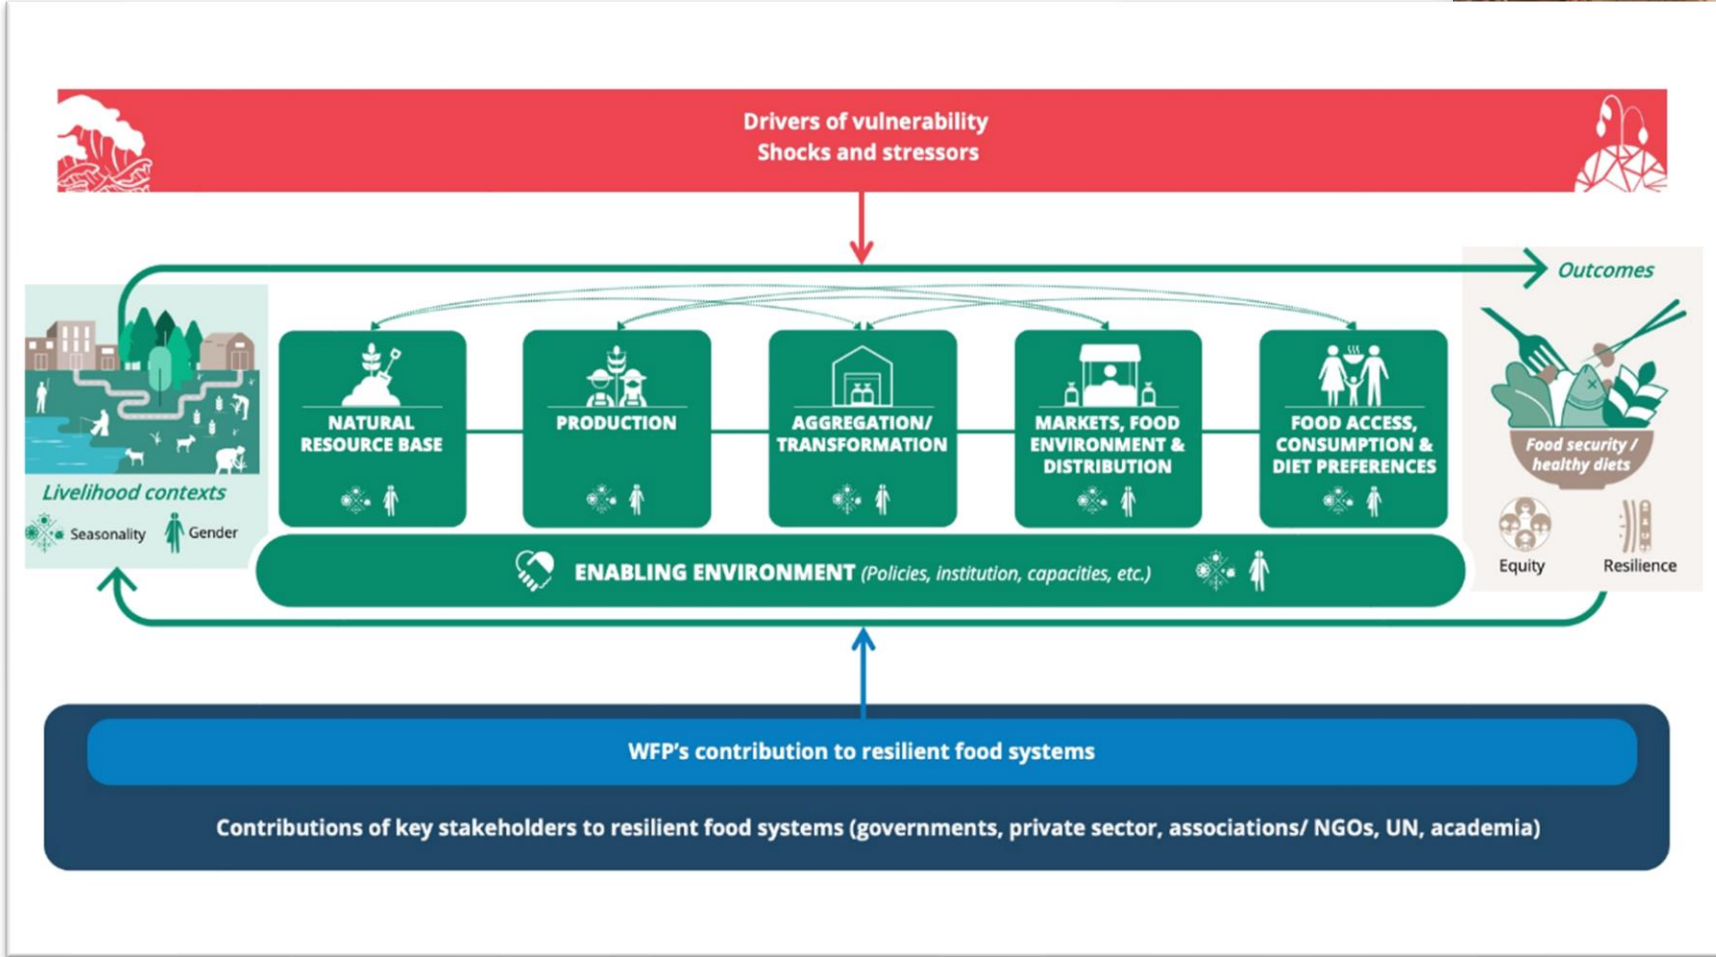 Drivers of vulnerability
Shocks and stressors
Outcomes
NATURAL
RESOURCE BASE
PRODUCTION
AGGREGATION/
TRANSFORMATION
MARKETS, FOOD
ENVIRONMENT &
DISTRIBUTION
FOOD ACCESS,
CONSUMPTION &
DIET PREFERENCES
Food security /
healthy diets
Livelihood contexts
Seasonality
Gender
Equity
Resilience
ENABLING ENVIRONMENT (Policies, institution, capacities, etc.)
WFP’s contribution to resilient food systems
Contributions of key stakeholders to resilient food systems (governments, private sector, associations/ NGOs, UN, academia)